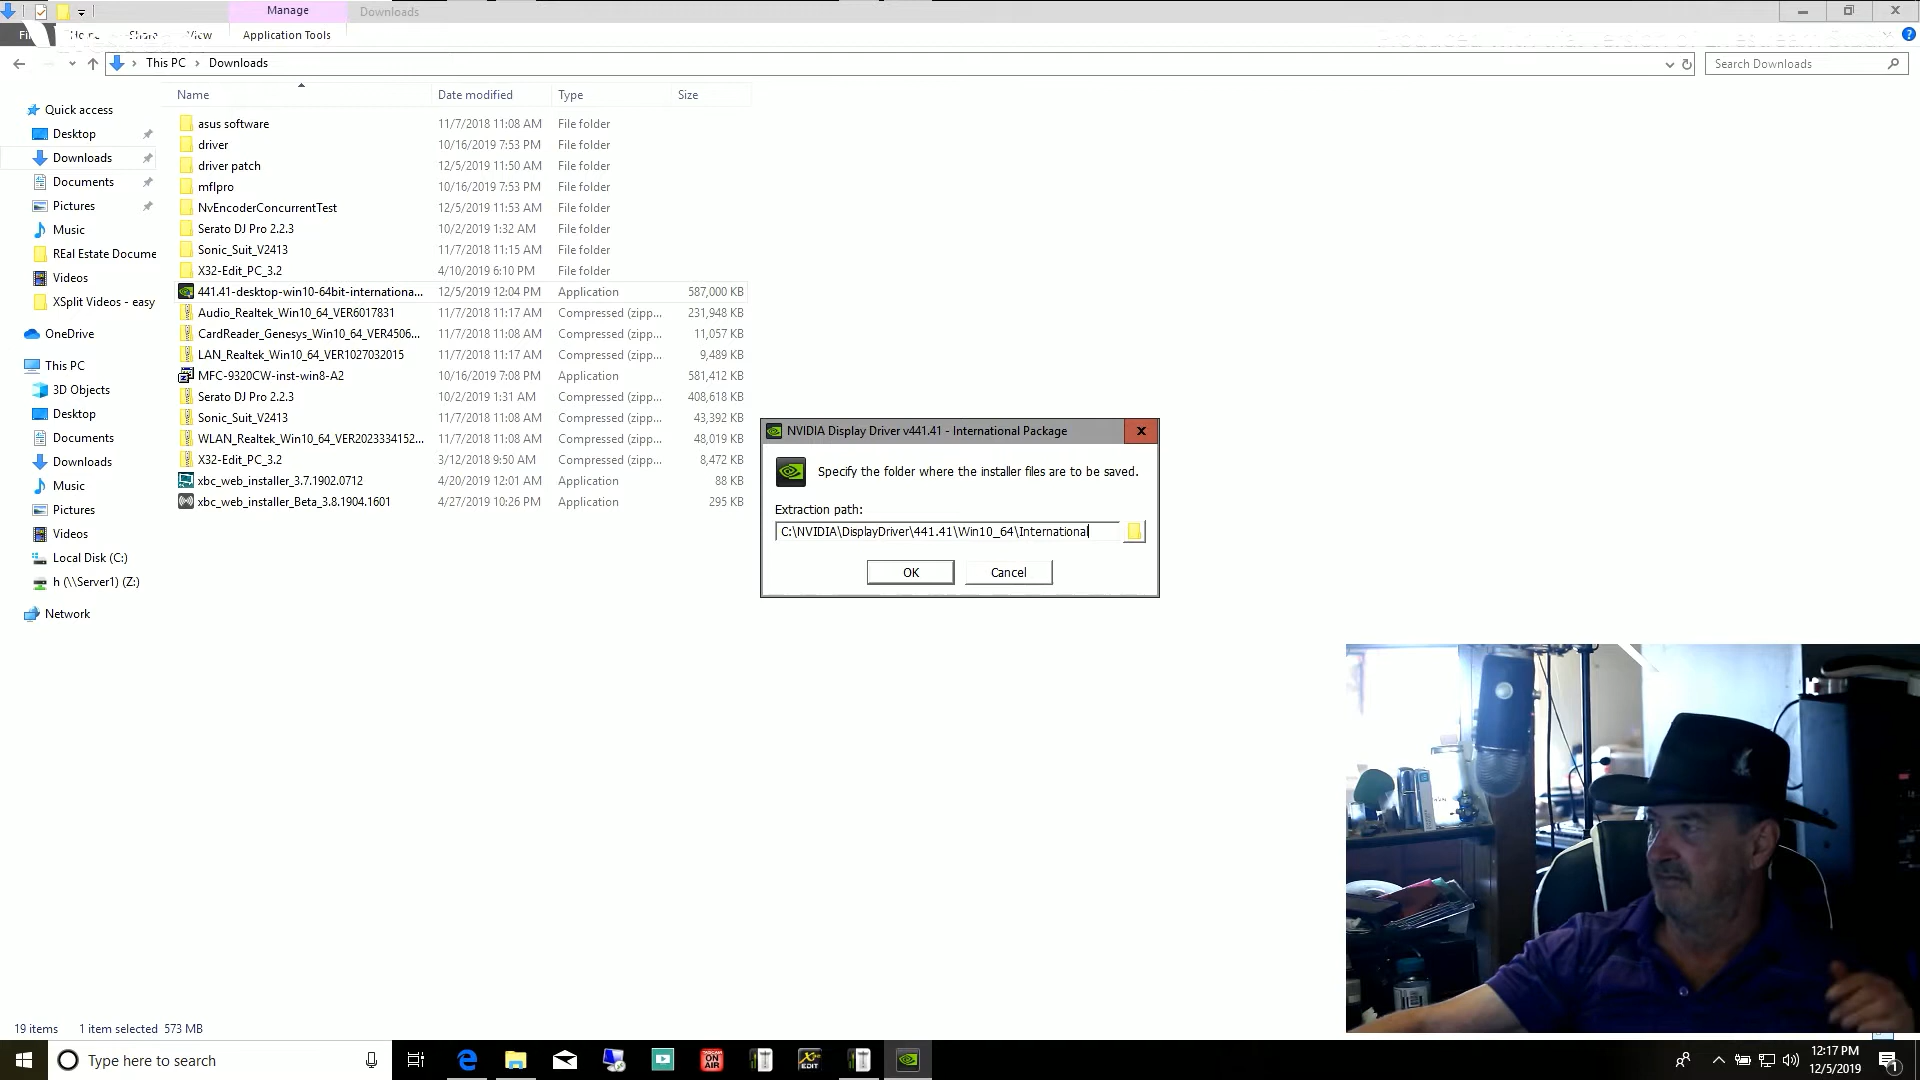 Manage
Downloads
Share
View
Application Tools
This PC
Downloads
Search Downloads
Name
Date modified
Type
Size
Quick access
Desktop
Downloads
Documents
Pictures
Music
REal Estate Docume
Videos
XSplit Videos - easy
OneDrive
This PC
3D Objects
Desktop
Documents
Downloads
Music
Pictures
Videos
Local Disk (C:)
h (\\Server1) (Z:)
Network
asus software 11/7/2018 11:08 AM File folder
driver 10/16/2019 7:53 PM File folder
driver patch 12/5/2019 11:50 AM File folder
mflpro 10/16/2019 7:53 PM File folder
NvEncoderConcurrentTest 12/5/2019 11:53 AM File folder
Serato DJ Pro 2.2.3 10/2/2019 1:32 AM File folder
Sonic_Suit_V2413 11/7/2018 11:15 AM File folder
X32-Edit_PC_3.2 4/10/2019 6:10 PM File folder
441.41-desktop-win10-64bit-internationa... 12/5/2019 12:04 PM Application 587,000 KB
Audio_Realtek_Win10_64_VER6017831 11/7/2018 11:17 AM Compressed (zipp... 231,948 KB
CardReader_Genesys_Win10_64_VER4506... 11/7/2018 11:08 AM Compressed (zipp... 11,057 KB
LAN_Realtek_Win10_64_VER1027032015 11/7/2018 11:17 AM Compressed (zipp... 9,489 KB
MFC-9320CW-inst-win8-A2 10/16/2019 7:08 PM Application 581,412 KB
Serato DJ Pro 2.2.3 10/2/2019 1:31 AM Compressed (zipp... 408,618 KB
Sonic_Suit_V2413 11/7/2018 11:08 AM Compressed (zipp... 43,392 KB
WLAN_Realtek_Win10_64_VER2023334152... 11/7/2018 11:08 AM Compressed (zipp... 48,019 KB
X32-Edit_PC_3.2 3/12/2018 9:50 AM Compressed (zipp... 8,472 KB
xbc_web_installer_3.7.1902.0712 4/20/2019 12:01 AM Application 88 KB
xbc_web_installer_Beta_3.8.1904.1601 4/27/2019 10:26 PM Application 295 KB
NVIDIA Display Driver v441.41 - International Package
Specify the folder where the installer files are to be saved.
Extraction path:
C:\NVIDIA\DisplayDriver\441.41\Win10_64\International
OK
Cancel
19 items 1 item selected 573 MB
Type here to search
ON AIR
EDIT
12:17 PM
12/5/2019
1